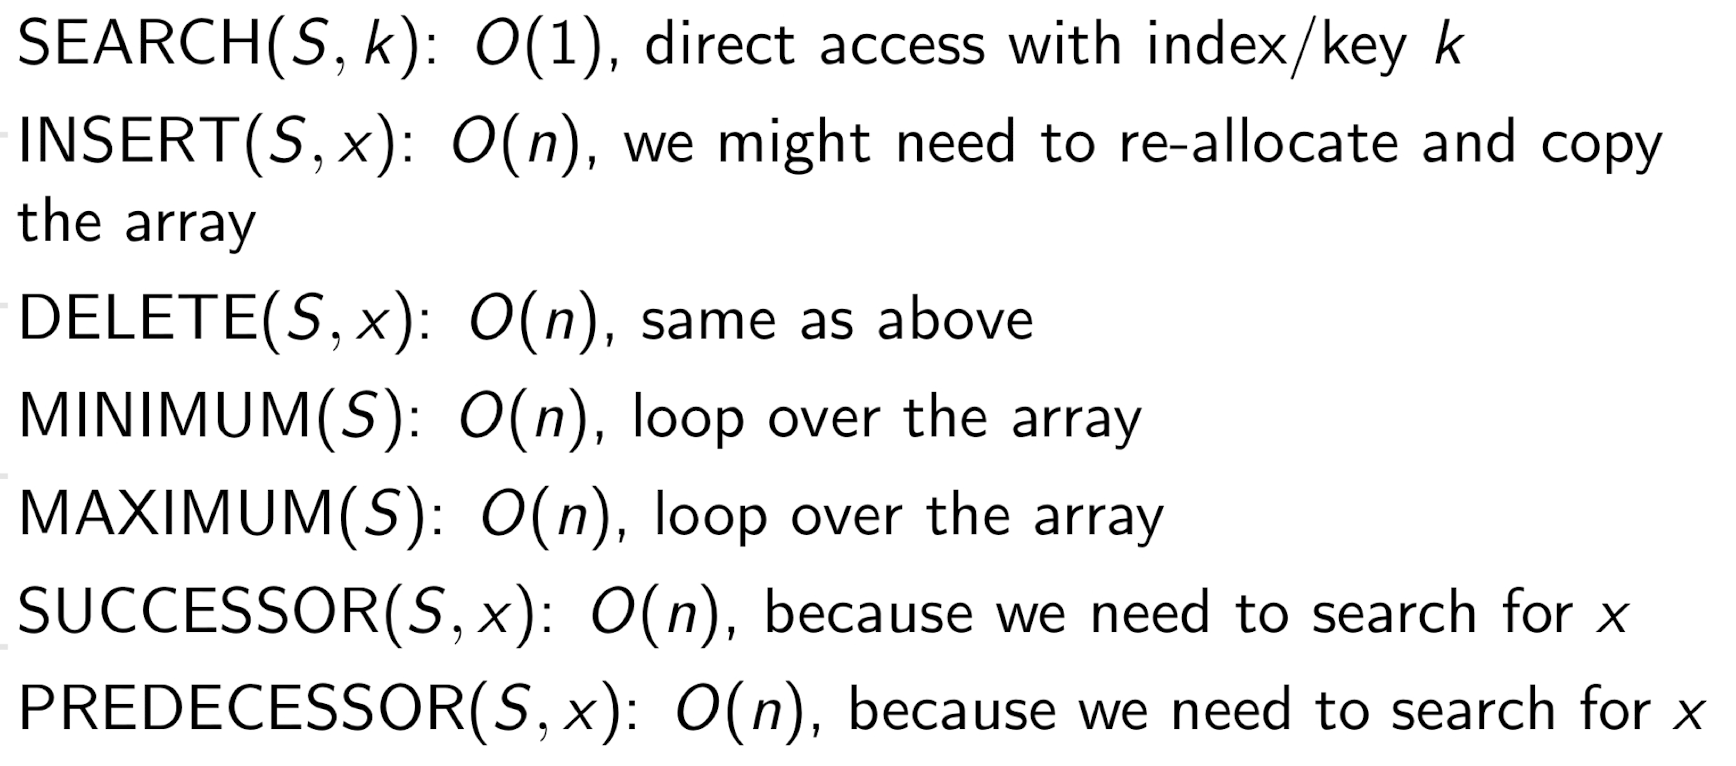 SEARCH(S, k): O(1), direct access with index/key k
INSERT(S, x): O(n), we might need to re-allocate and copy
the array
DELETE(S, x): O(n), same as above
MINIMUM(S): O(n), loop over the array
MAXIMUM(S): O(n), loop over the array
SUCCESSOR(S, x): O(n), because we need to search for x
PREDECESSOR(S, x): O(n), because we need to search for x